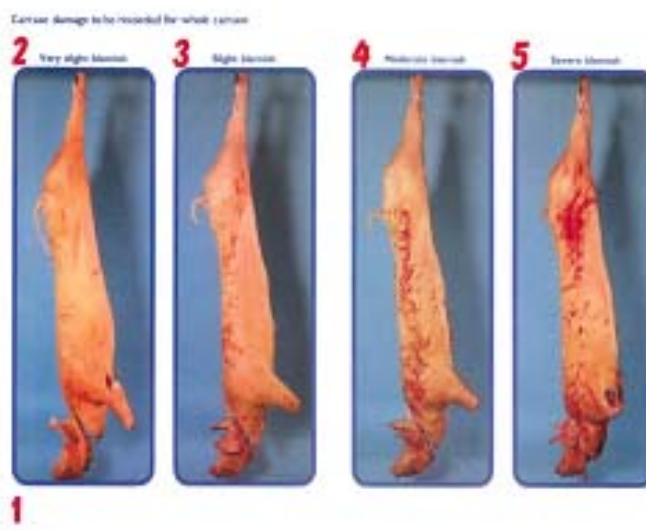 Carcase damage to be recorded for whole carcase
2 Very slight blemish
3 Slight blemish
4 Moderate blemish
5 Severe blemish
1